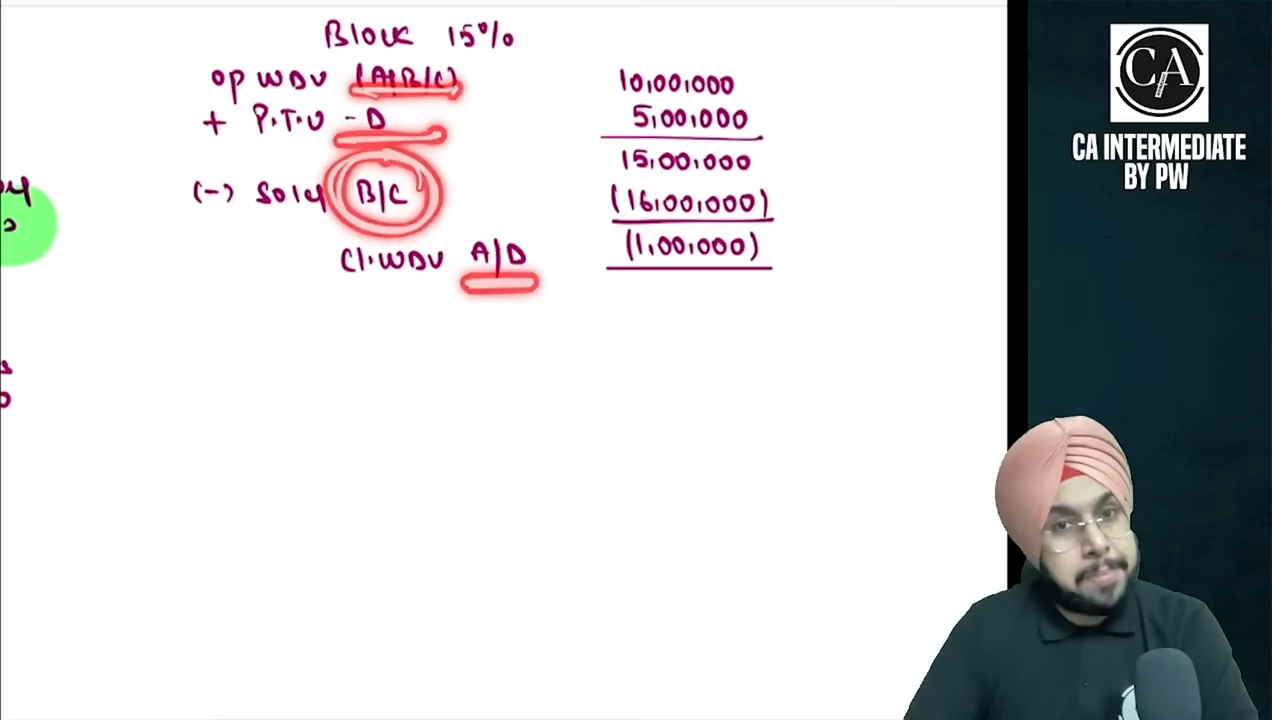 Block 15%
op WDV (A/B/C) 10,00,000
+ P.T.U - D 5,00,000
15,00,000
(-) Sold B/C (16,00,000)
Cl.WDV A/D (1,00,000)
CA
CA INTERMEDIATE
BY PW